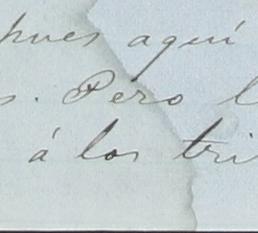 pues aquí
s. Pero l
á los tri